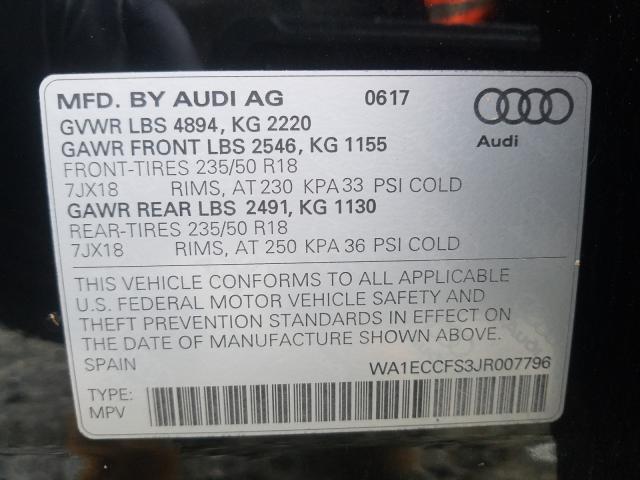 MFD. BY AUDI AG 0617
GVWR LBS 4894, KG 2220
GAWR FRONT LBS 2546, KG 1155
FRONT-TIRES 235/50 R18
7JX18 RIMS, AT 230 KPA 33 PSI COLD
GAWR REAR LBS 2491, KG 1130
REAR-TIRES 235/50 R18
7JX18 RIMS, AT 250 KPA 36 PSI COLD
Audi
THIS VEHICLE CONFORMS TO ALL APPLICABLE
U.S. FEDERAL MOTOR VEHICLE SAFETY AND
THEFT PREVENTION STANDARDS IN EFFECT ON
THE DATE OF MANUFACTURE SHOWN ABOVE.
SPAIN WA1ECCFS3JR007796
TYPE:
MPV